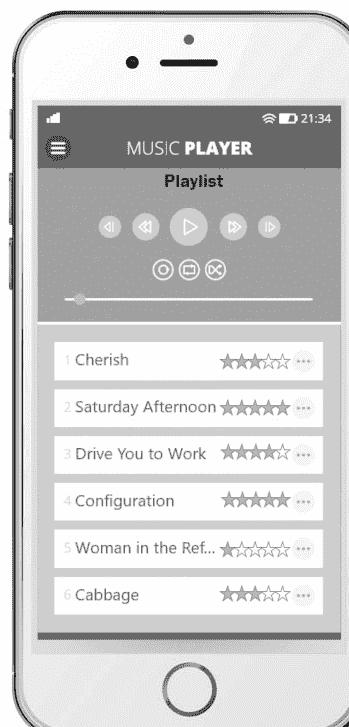 21:34
MUSIC PLAYER
Playlist
1 Cherish
2 Saturday Afternoon
3 Drive You to Work
4 Configuration
5 Woman in the Ref...
6 Cabbage